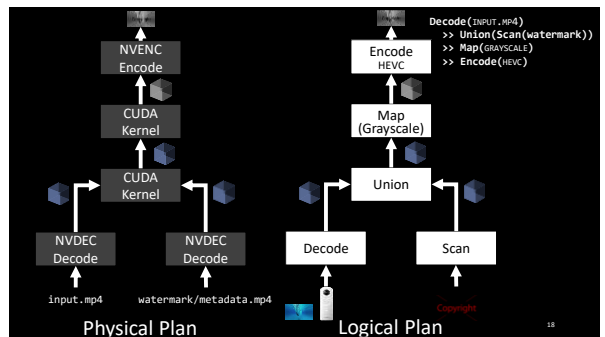 Decode(INPUT.MP4)
>> Union(Scan(watermark))
>> Map(GRAYSCALE)
>> Encode(HEVC)
NVENC
Encode
CUDA
Kernel
CUDA
Kernel
NVDEC
Decode
NVDEC
Decode
input.mp4
watermark/metadata.mp4
Physical Plan
Encode
HEVC
Map
(Grayscale)
Union
Decode
Scan
Copyright
Logical Plan
18